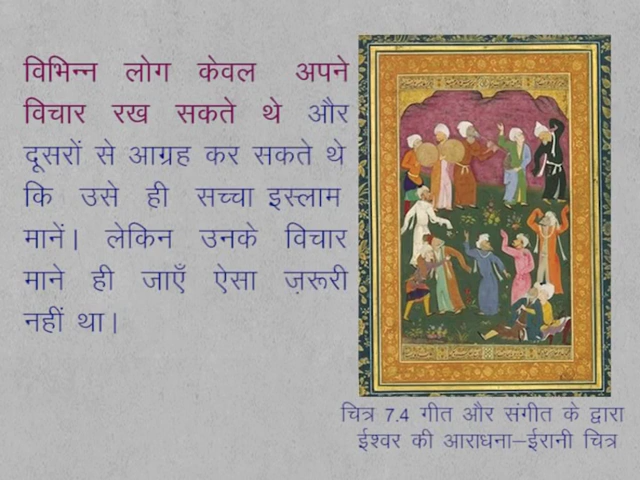 विभिन्न लोग केवल अपने
विचार रख सकते थे और
दूसरों से आग्रह कर सकते थे
कि उसे ही सच्चा इस्लाम
मानें। लेकिन उनके विचार
माने ही जाएँ ऐसा ज़रूरी
नहीं था।
चित्र 7.4 गीत और संगीत के द्वारा
ईश्वर की आराधना–ईरानी चित्र